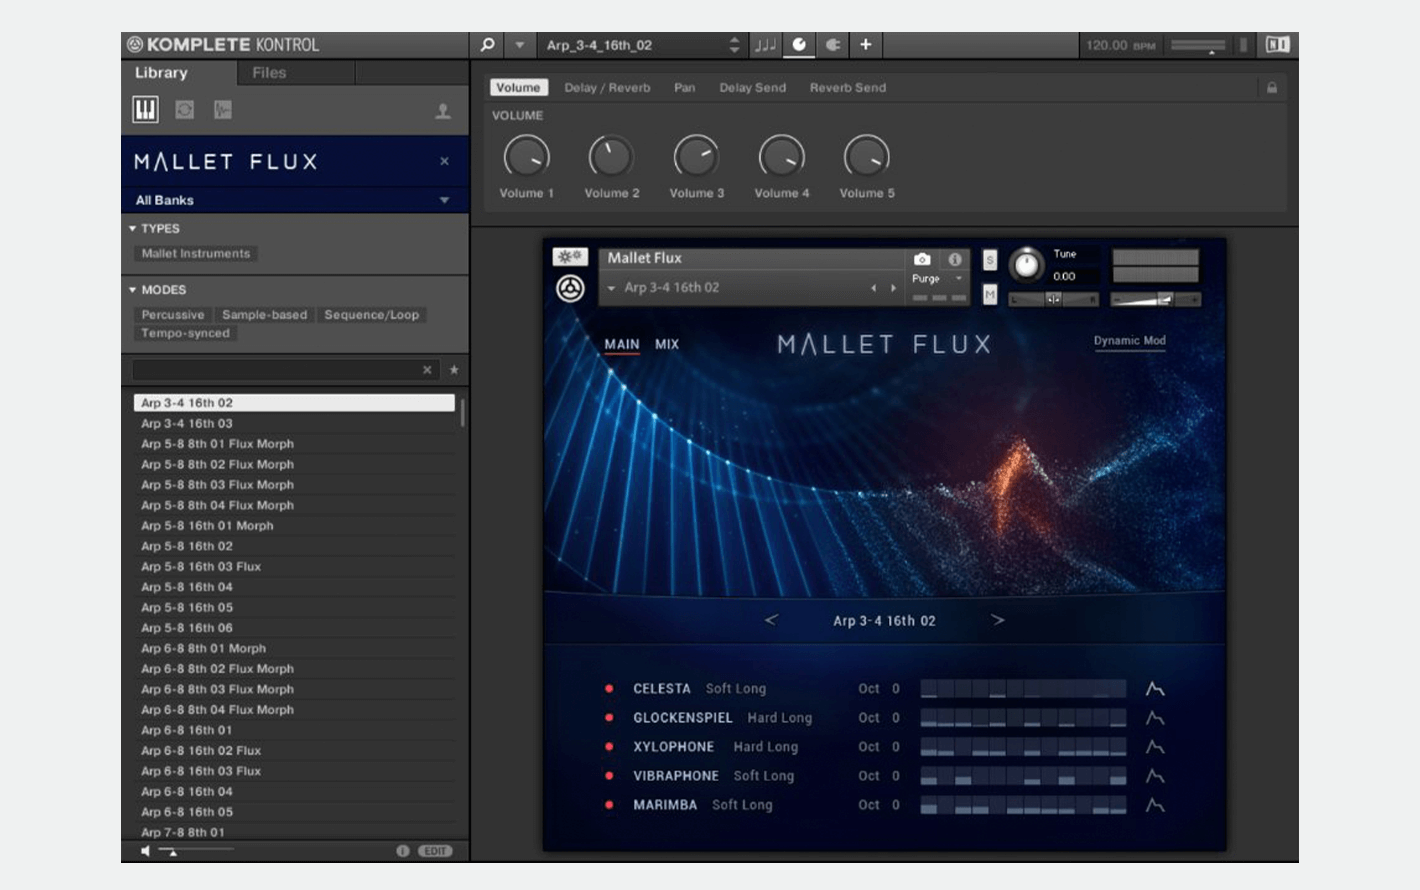 KOMPLETE KONTROL
Arp_3-4_16th_02
120.00 BPM
Library
Files
MALLET FLUX
All Banks
TYPES
Mallet Instruments
MODES
Percussive Sample-based Sequence/Loop
Tempo-synced
Arp 3-4 16th 02
Arp 3-4 16th 03
Arp 5-8 8th 01 Flux Morph
Arp 5-8 8th 02 Flux Morph
Arp 5-8 8th 03 Flux Morph
Arp 5-8 8th 04 Flux Morph
Arp 5-8 16th 01 Morph
Arp 5-8 16th 02
Arp 5-8 16th 03 Flux
Arp 5-8 16th 04
Arp 5-8 16th 05
Arp 5-8 16th 06
Arp 6-8 8th 01 Morph
Arp 6-8 8th 02 Flux Morph
Arp 6-8 8th 03 Flux Morph
Arp 6-8 8th 04 Flux Morph
Arp 6-8 16th 01
Arp 6-8 16th 02 Flux
Arp 6-8 16th 03 Flux
Arp 6-8 16th 04
Arp 6-8 16th 05
Arp 7-8 8th 01
EDIT
Volume Delay / Reverb Pan Delay Send Reverb Send
VOLUME
Volume 1 Volume 2 Volume 3 Volume 4 Volume 5
Mallet Flux
Arp 3-4 16th 02
Purge
S
M
Tune
0.00
L R
MAIN MIX
MALLET FLUX
Dynamic Mod
< Arp 3-4 16th 02 >
CELESTA Soft Long Oct 0
GLOCKENSPIEL Hard Long Oct 0
XYLOPHONE Hard Long Oct 0
VIBRAPHONE Soft Long Oct 0
MARIMBA Soft Long Oct 0